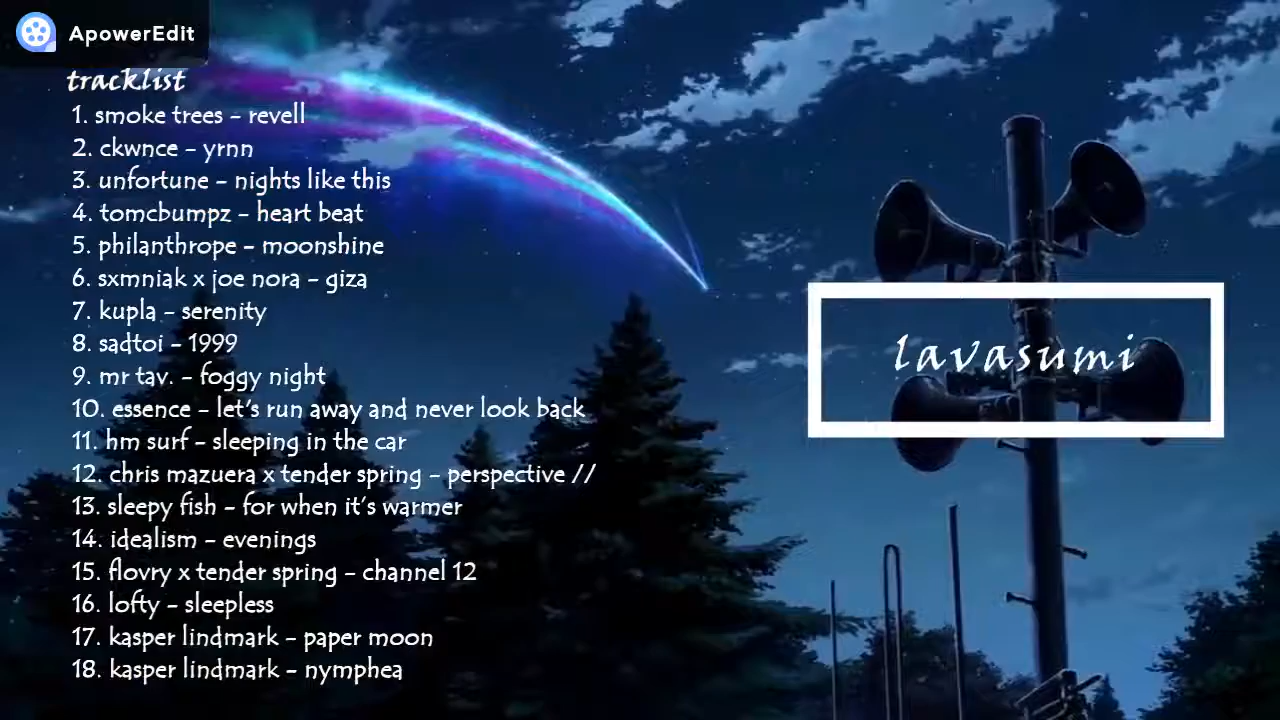 ApowerEdit
tracklist
1. smoke trees - revell
2. ckwnce - yrnn
3. unfortune - nights like this
4. tomcbumpz - heart beat
5. philanthrope - moonshine
6. sxmniak x joe nora - giza
7. kupla - serenity
8. sadtoi - 1999
9. mr tav. - foggy night
10. essence - let's run away and never look back
11. hm surf - sleeping in the car
12. chris mazuera x tender spring - perspective //
13. sleepy fish - for when it's warmer
14. idealism - evenings
15. flovry x tender spring - channel 12
16. lofty - sleepless
17. kasper lindmark - paper moon
18. kasper lindmark - nymphea
lavasumi